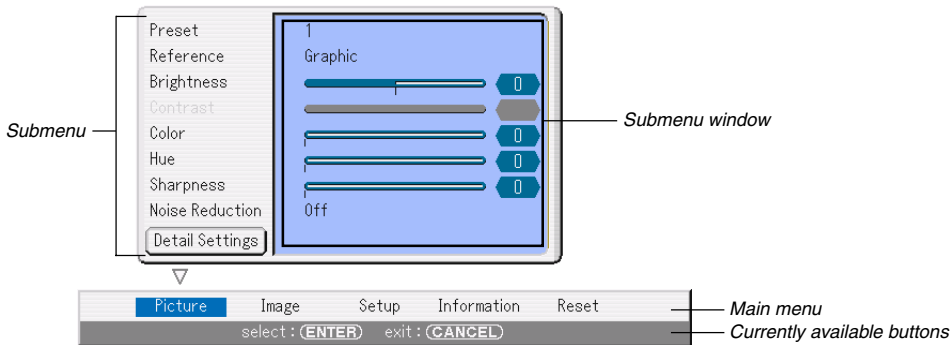 Preset 1
Reference Graphic
Brightness 0
Contrast
Color 0
Hue 0
Sharpness 0
Noise Reduction Off
Detail Settings
Submenu
Submenu window
Picture Image Setup Information Reset
Main menu
select : ENTER exit : CANCEL
Currently available buttons